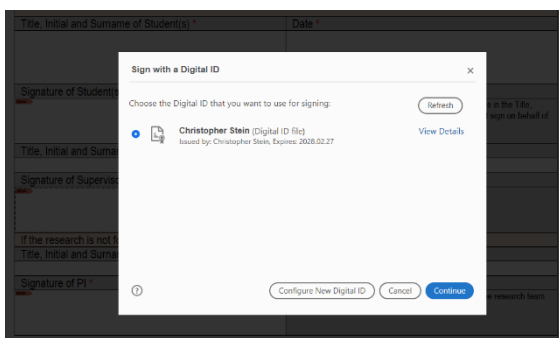 Title, Initial and Surname of Student(s) *
Date *
Sign with a Digital ID
×
Signature of Student(s
Choose the Digital ID that you want to use for signing:
Refresh
s in the Title,
sign on behalf of
Christopher Stein (Digital ID file)
View Details
Issued by: Christopher Stein, Expires: 2028.02.27
Title, Initial and Surna
Signature of Superviso
If the research is not fo
Title, Initial and Surna
Signature of PI *
?
Configure New Digital ID
Cancel
Continue
e research team